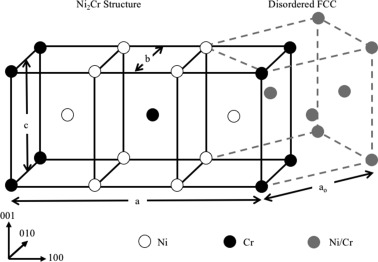 Ni₂Cr Structure
Disordered FCC
b
c
a
aₒ
001
010
100
Ni
Cr
Ni/Cr